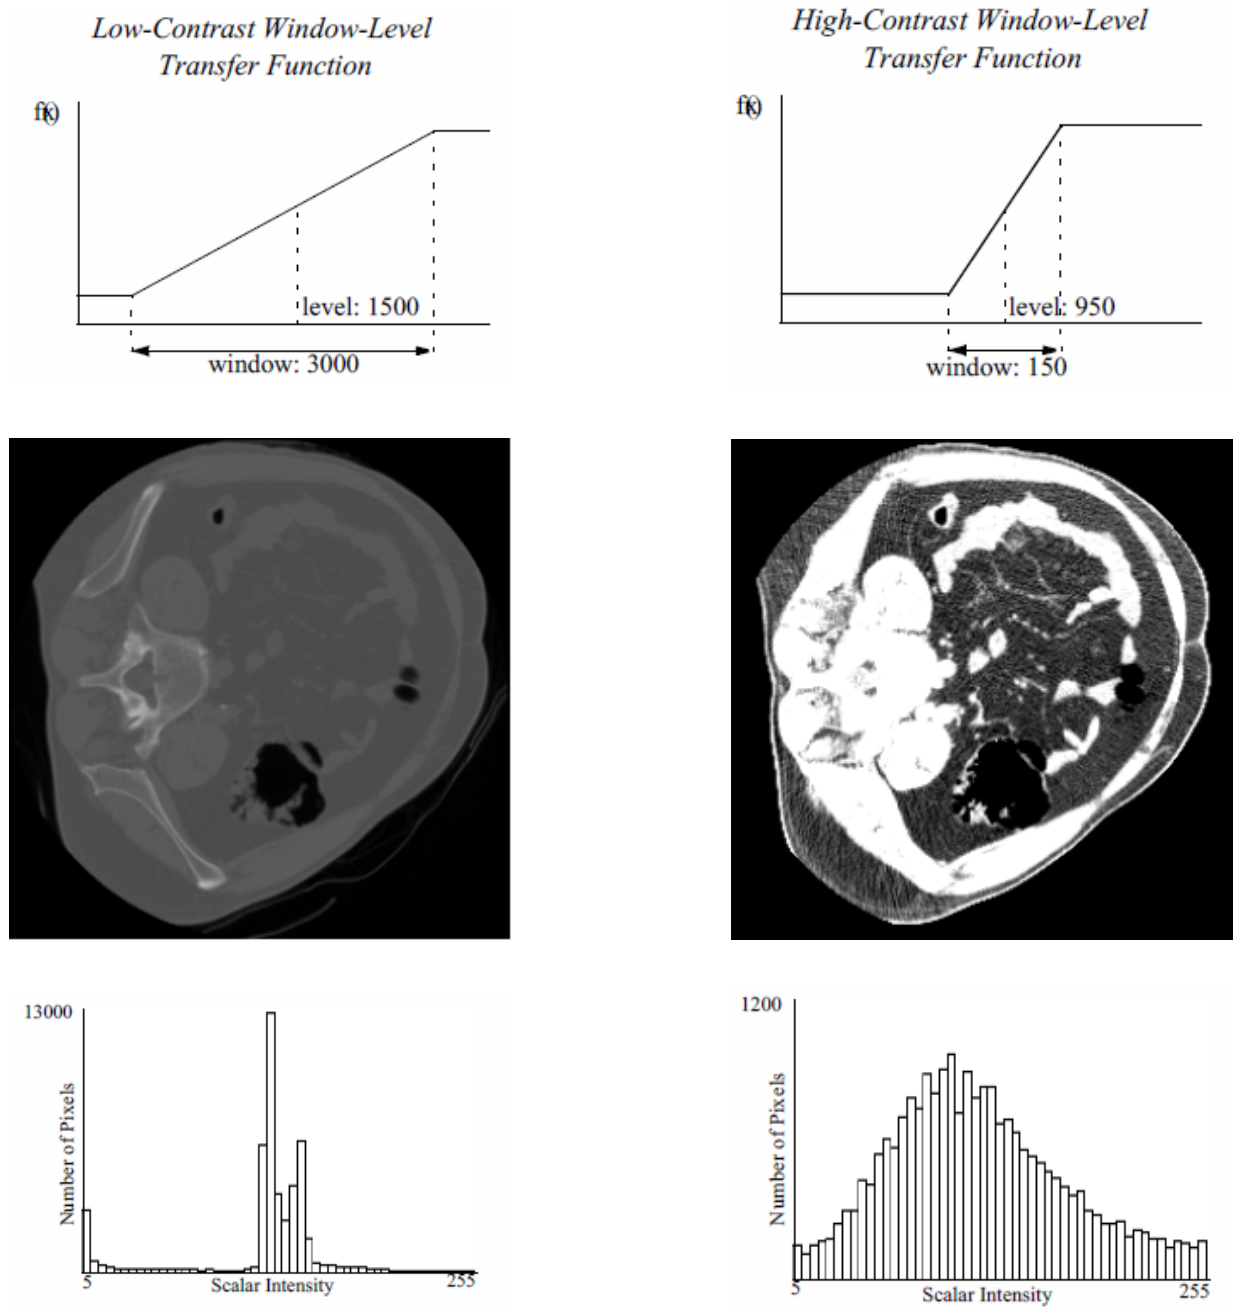 Low-Contrast Window-Level
Transfer Function
f(x)
level: 1500
window: 3000
High-Contrast Window-Level
Transfer Function
f(x)
level: 950
window: 150
13000
Number of Pixels
5
Scalar Intensity
255
1200
Number of Pixels
5
Scalar Intensity
255